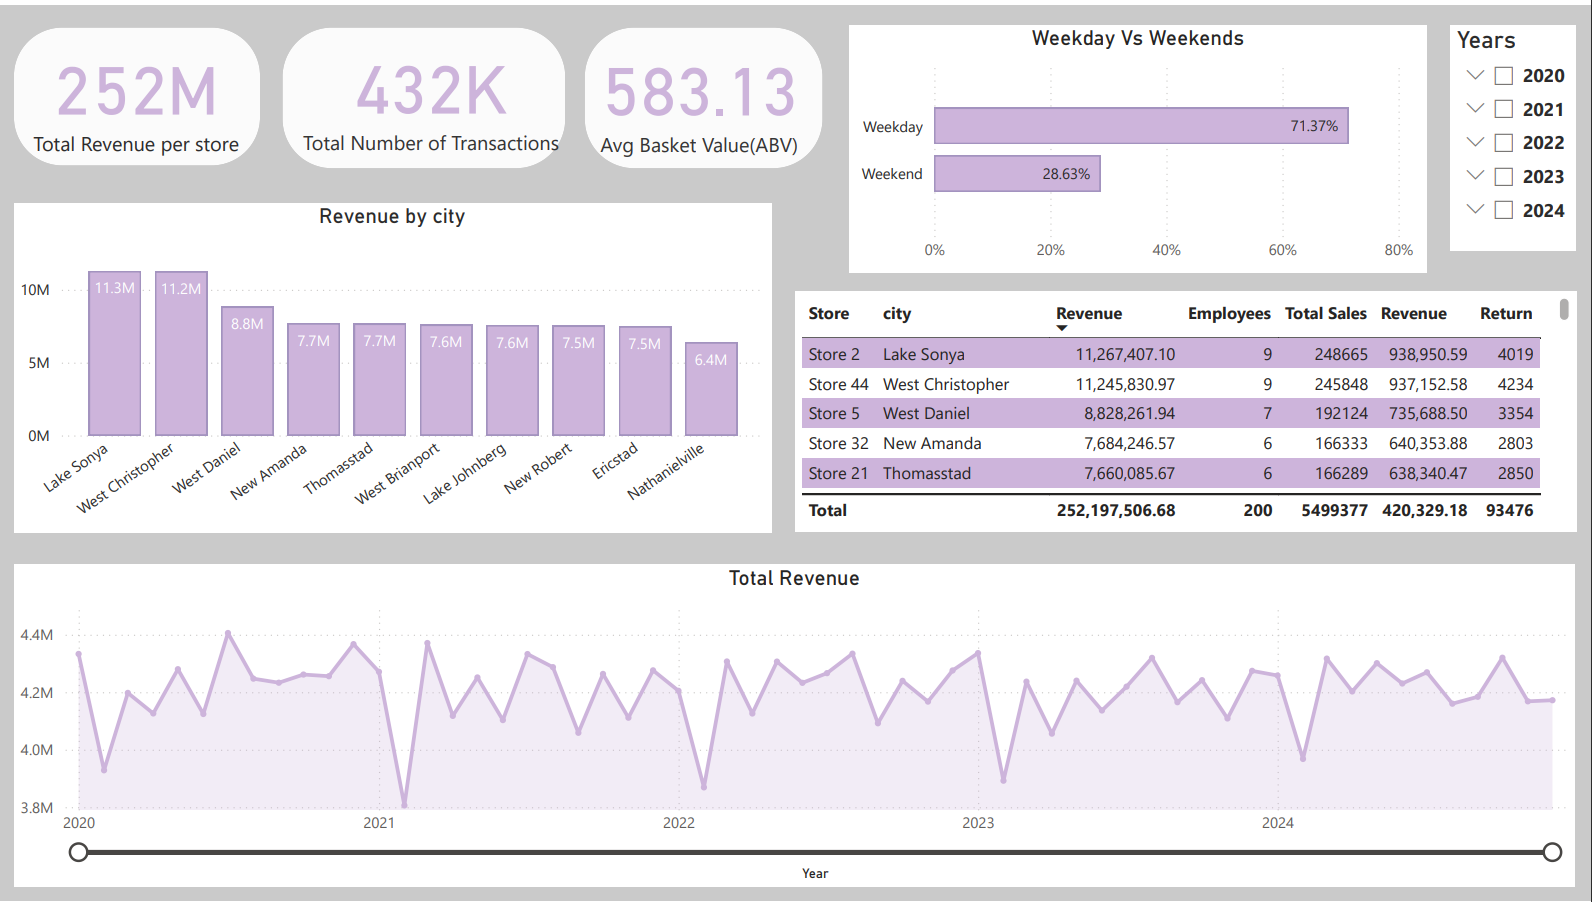 252M
Total Revenue per store
432K
Total Number of Transactions
583.13
Avg Basket Value(ABV)
Weekday Vs Weekends
Weekday
71.37%
Weekend
28.63%
0%
20%
40%
60%
80%
Years
2020
2021
2022
2023
2024
Revenue by city
10M
5M
0M
11.3M
11.2M
8.8M
7.7M
7.7M
7.6M
7.6M
7.5M
7.5M
6.4M
Lake Sonya
West Christopher
West Daniel
New Amanda
Thomasstad
West Brianport
Lake Johnberg
New Robert
Ericstad
Nathanielville
Store city Revenue Employees Total Sales Revenue Return
Store 2 Lake Sonya 11,267,407.10 9 248665 938,950.59 4019
Store 44 West Christopher 11,245,830.97 9 245848 937,152.58 4234
Store 5 West Daniel 8,828,261.94 7 192124 735,688.50 3354
Store 32 New Amanda 7,684,246.57 6 166333 640,353.88 2803
Store 21 Thomasstad 7,660,085.67 6 166289 638,340.47 2850
Total 252,197,506.68 200 5499377 420,329.18 93476
Total Revenue
4.4M
4.2M
4.0M
3.8M
2020
2021
2022
2023
2024
Year